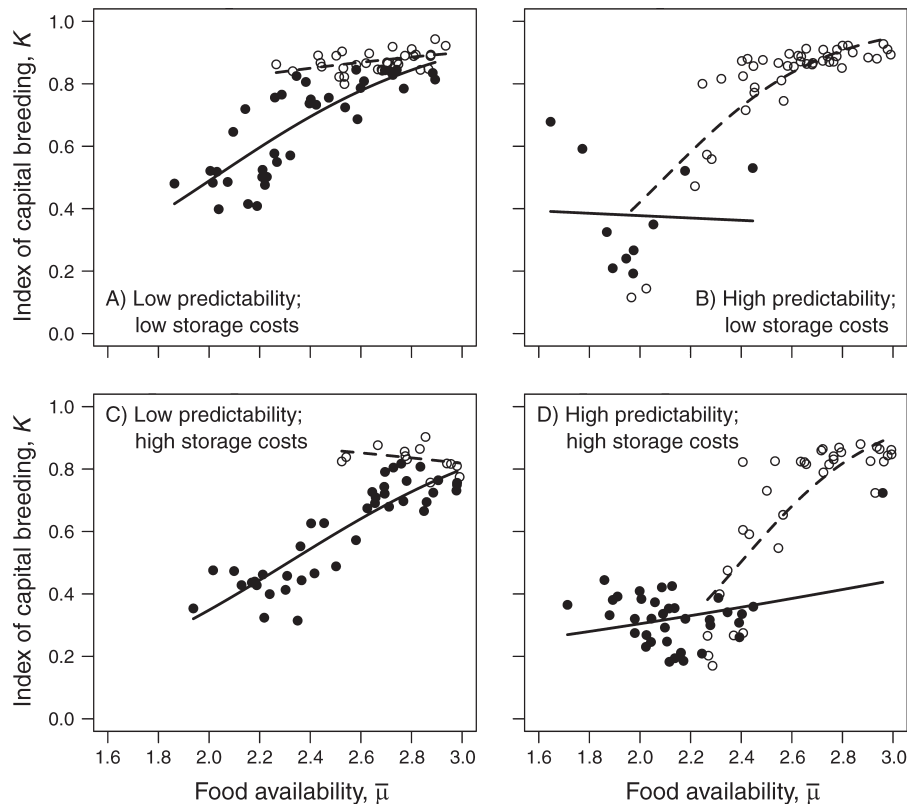 Index of capital breeding, K
1.0
0.8
0.6
0.4
0.2
0.0
A) Low predictability;
low storage costs
B) High predictability;
low storage costs
Index of capital breeding, K
1.0
0.8
0.6
0.4
0.2
0.0
C) Low predictability;
high storage costs
D) High predictability;
high storage costs
1.6 2.0 2.2 2.4 2.6 2.8 3.0
1.6 2.0 2.2 2.4 2.6 2.8 3.0
Food availability, μ̅
Food availability, μ̅